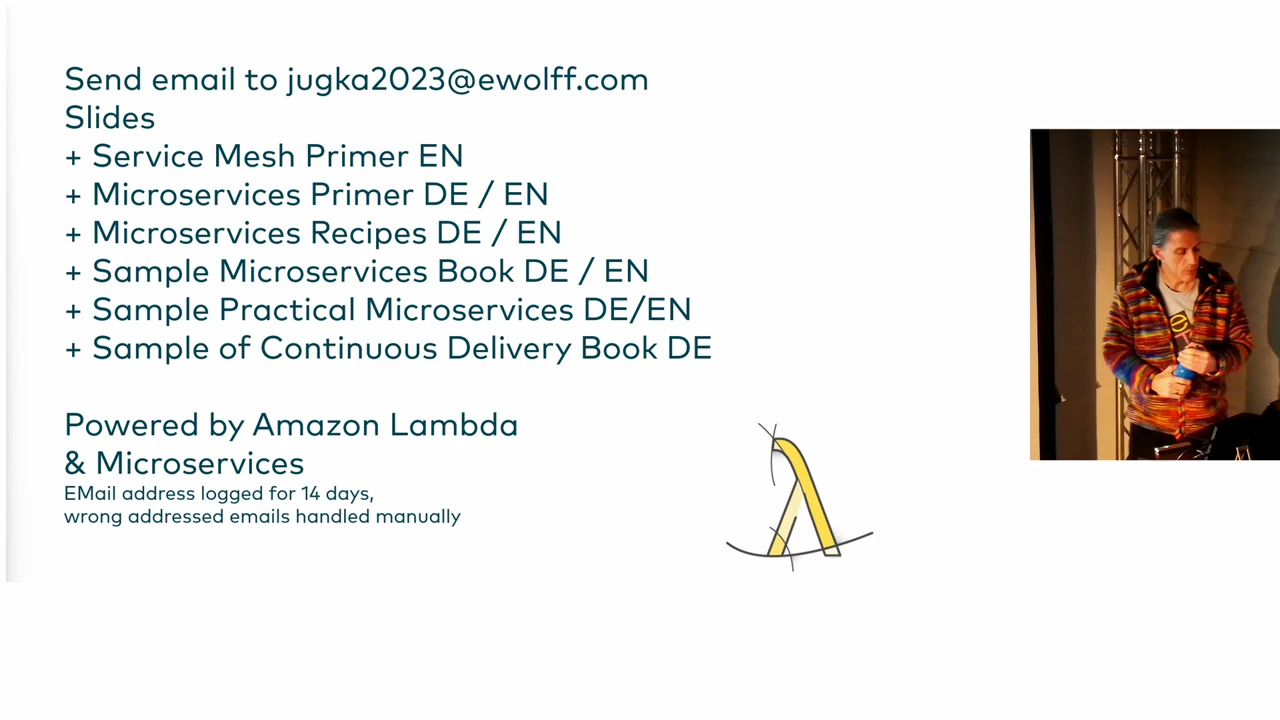 Send email to jugka2023@ewolff.com
Slides
+ Service Mesh Primer EN
+ Microservices Primer DE / EN
+ Microservices Recipes DE / EN
+ Sample Microservices Book DE / EN
+ Sample Practical Microservices DE/EN
+ Sample of Continuous Delivery Book DE
Powered by Amazon Lambda
& Microservices
EMail address logged for 14 days,
wrong addressed emails handled manually